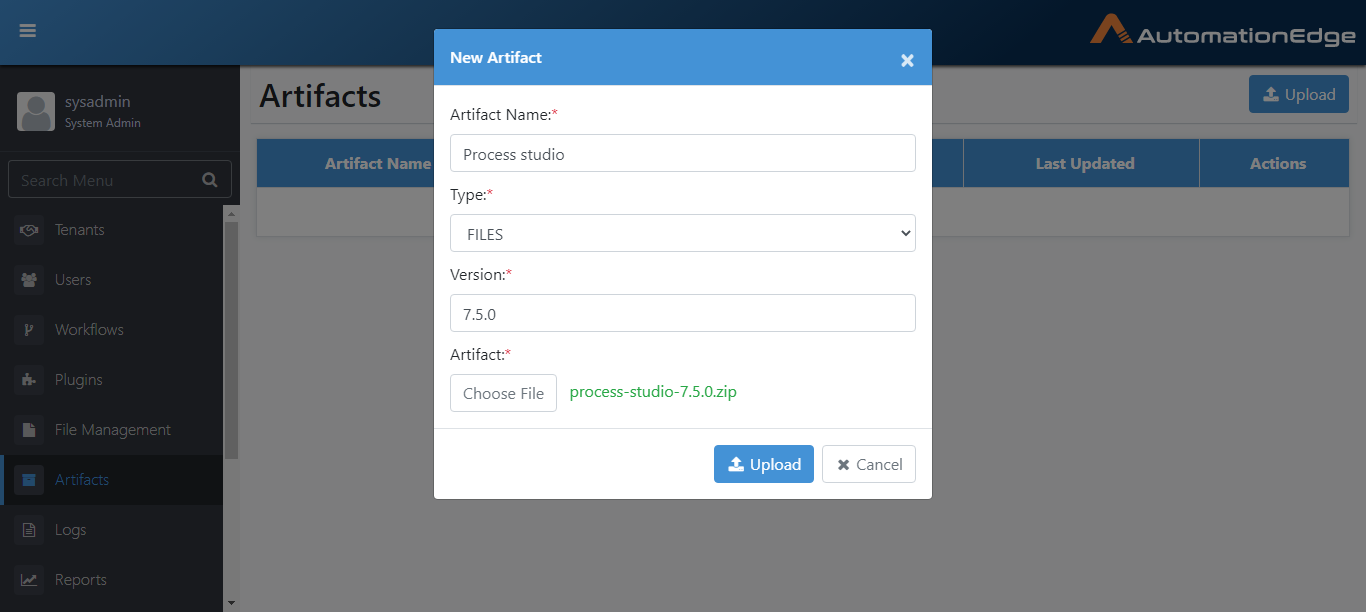 AutomationEdge
New Artifact
sysadmin
System Admin
Artifacts
Upload
Artifact Name:*
Process studio
Artifact Name
Last Updated
Actions
Search Menu
Type:*
FILES
Tenants
Users
Version:*
7.5.0
Workflows
Artifact:*
Plugins
Choose File
process-studio-7.5.0.zip
File Management
Upload
Cancel
Artifacts
Logs
Reports